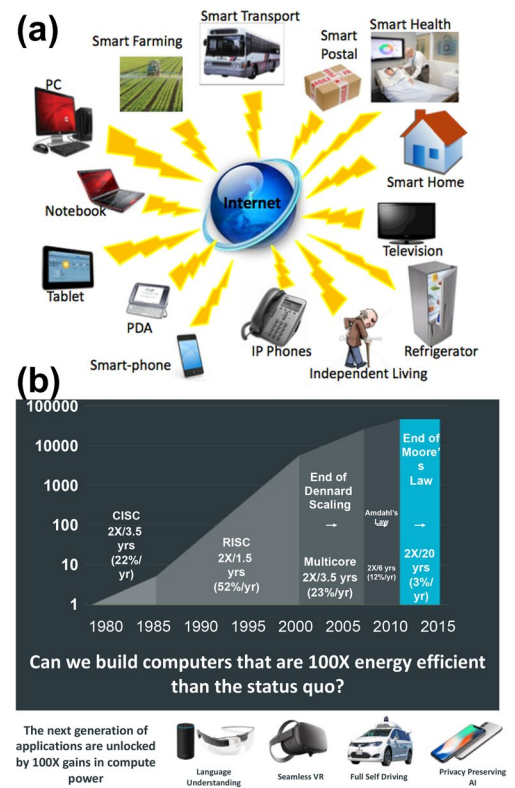 (a)
Smart Transport
Smart Farming
Smart
Postal
Smart Health
PC
Smart Home
Internet
Notebook
Television
Tablet
PDA
IP Phones
Refrigerator
Smart-phone
Independent Living
(b)
100000
10000
1000
100
10
1
CISC
2X/3.5
yrs
(22%/
yr)
RISC
2X/1.5
yrs
(52%/yr)
End of
Dennard
Scaling
→
Multicore
2X/3.5 yrs
(23%/yr)
Amdahl's
Law
→
2X/6 yrs
(12%/yr)
End of
Moore'
s
Law
→
2X/20
yrs
(3%/
yr)
1980 1985 1990 1995 2000 2005 2010 2015
Can we build computers that are 100X energy efficient
than the status quo?
The next generation of
applications are unlocked
by 100X gains in compute
power
Language
Understanding
Seamless VR
Full Self Driving
Privacy Preserving
AI